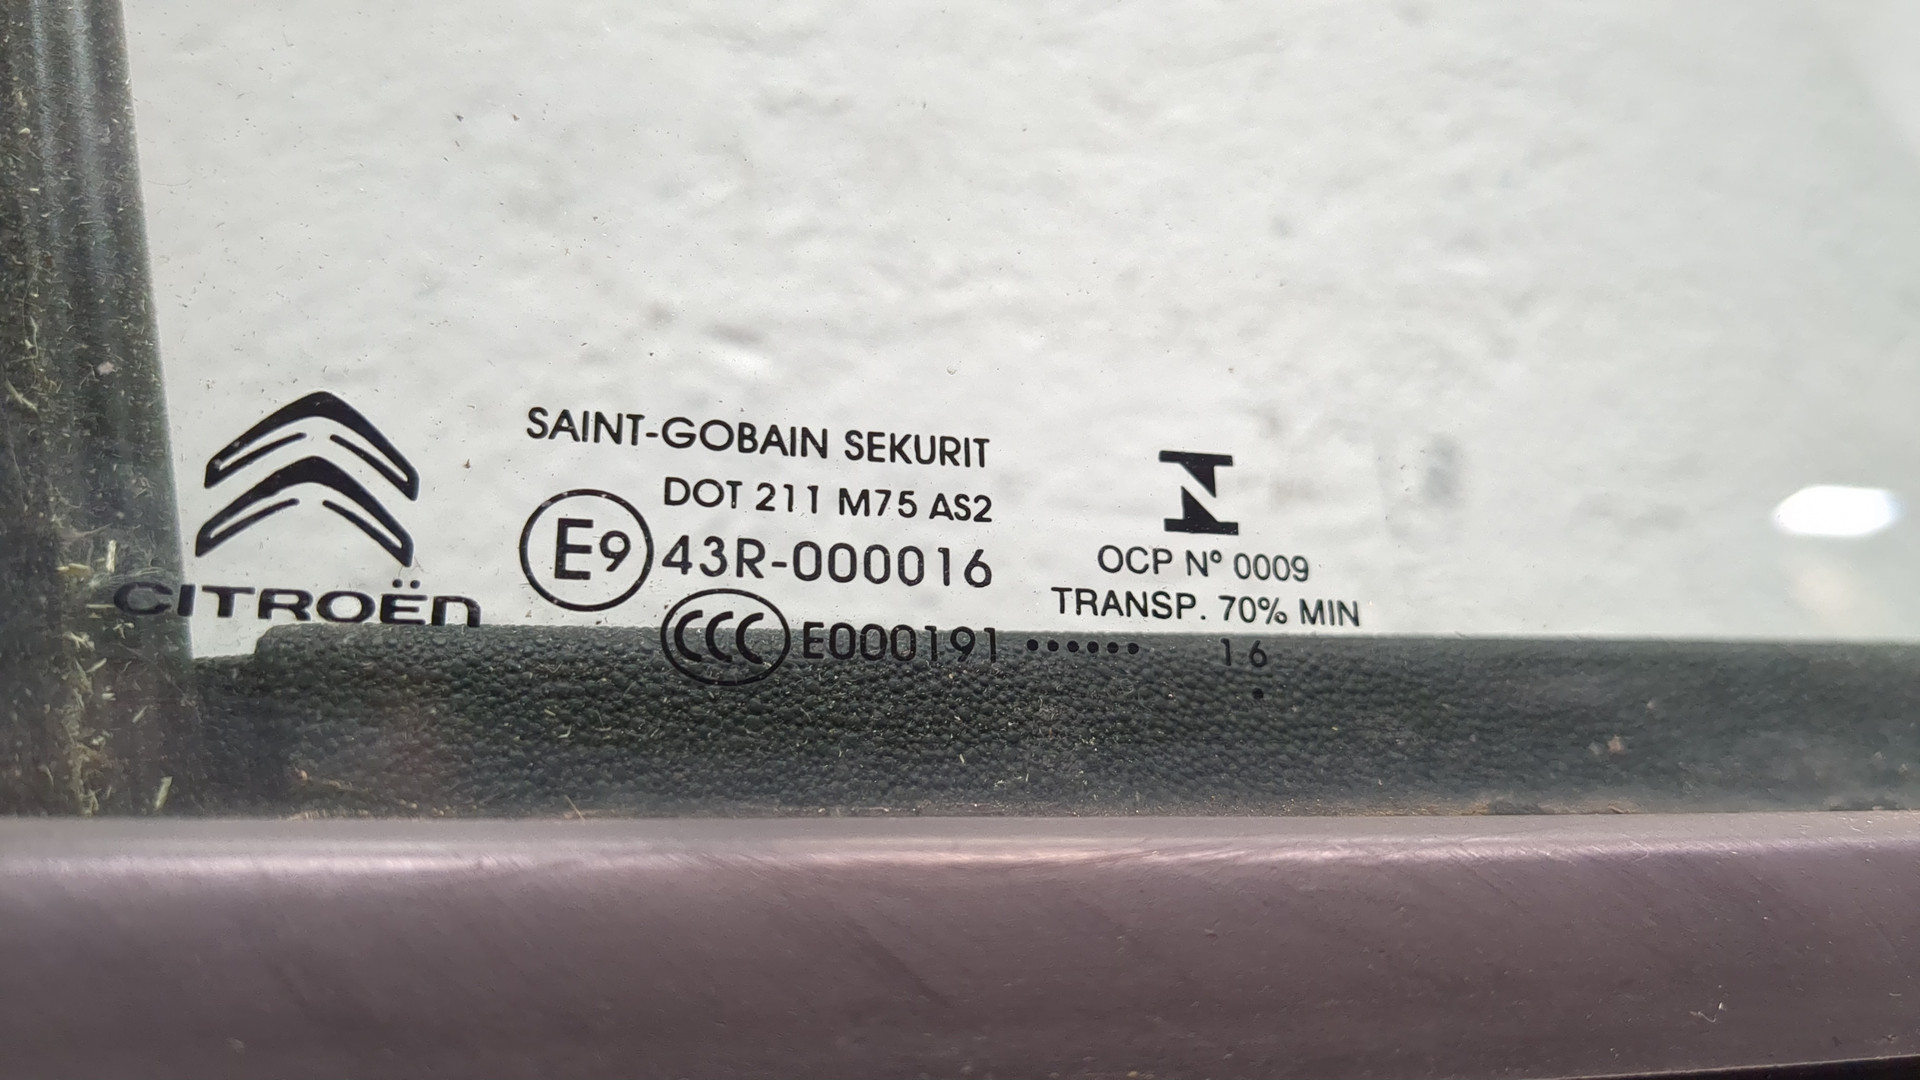 CITROËN
SAINT-GOBAIN SEKURIT
DOT 211 M75 AS2
E9 43R-000016
CCC E000191 ......
OCP Nº 0009
TRANSP. 70% MIN
16
.